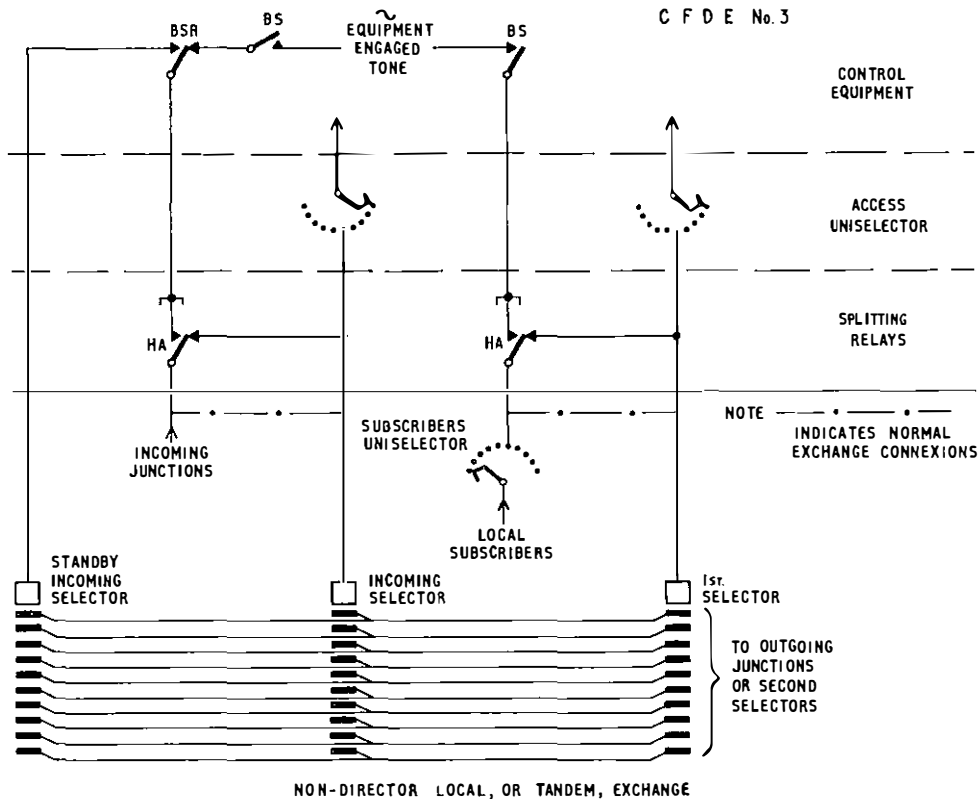 C F D E No. 3
BSA
BS
~
EQUIPMENT
ENGAGED
TONE
BS
CONTROL
EQUIPMENT
ACCESS
UNISELECTOR
HA
HA
SPLITTING
RELAYS
INCOMING
JUNCTIONS
SUBSCRIBERS
UNISELECTOR
LOCAL
SUBSCRIBERS
NOTE
INDICATES NORMAL
EXCHANGE CONNEXIONS
STANDBY
INCOMING
SELECTOR
INCOMING
SELECTOR
1ST.
SELECTOR
TO OUTGOING
JUNCTIONS
OR SECOND
SELECTORS
NON-DIRECTOR LOCAL, OR TANDEM, EXCHANGE